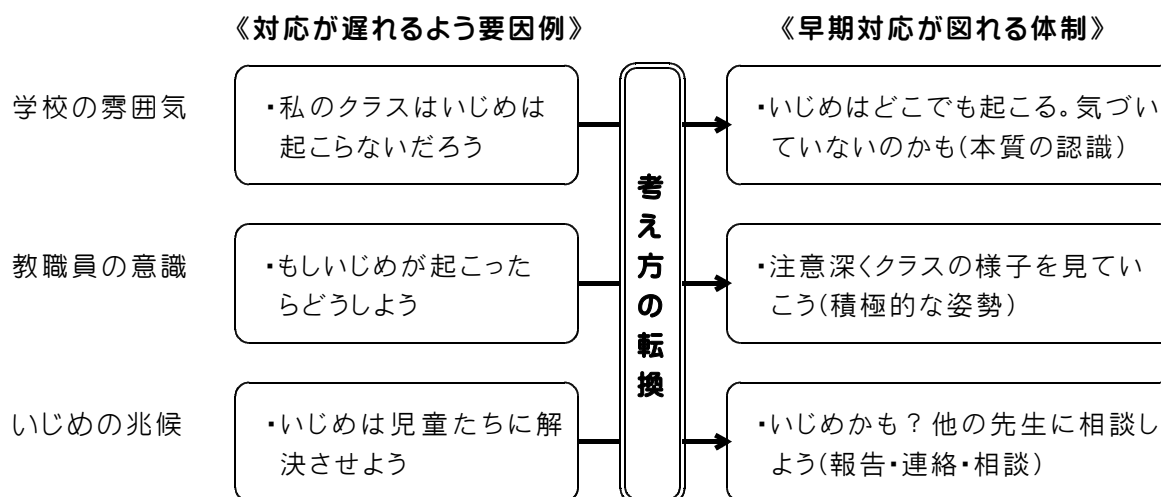 《対応が遅れるよう要因例》
《早期対応が図れる体制》
学校の雰囲気
・私のクラスはいじめは
起こらないだろう
・いじめはどこでも起こる。気づい
ていないのかも(本質の認識)
考え方の転換
教職員の意識
・もしいじめが起こった
らどうしよう
・注意深くクラスの様子を見てい
こう(積極的な姿勢)
いじめの兆候
・いじめは児童たちに解
決させよう
・いじめかも？他の先生に相談し
よう(報告・連絡・相談)